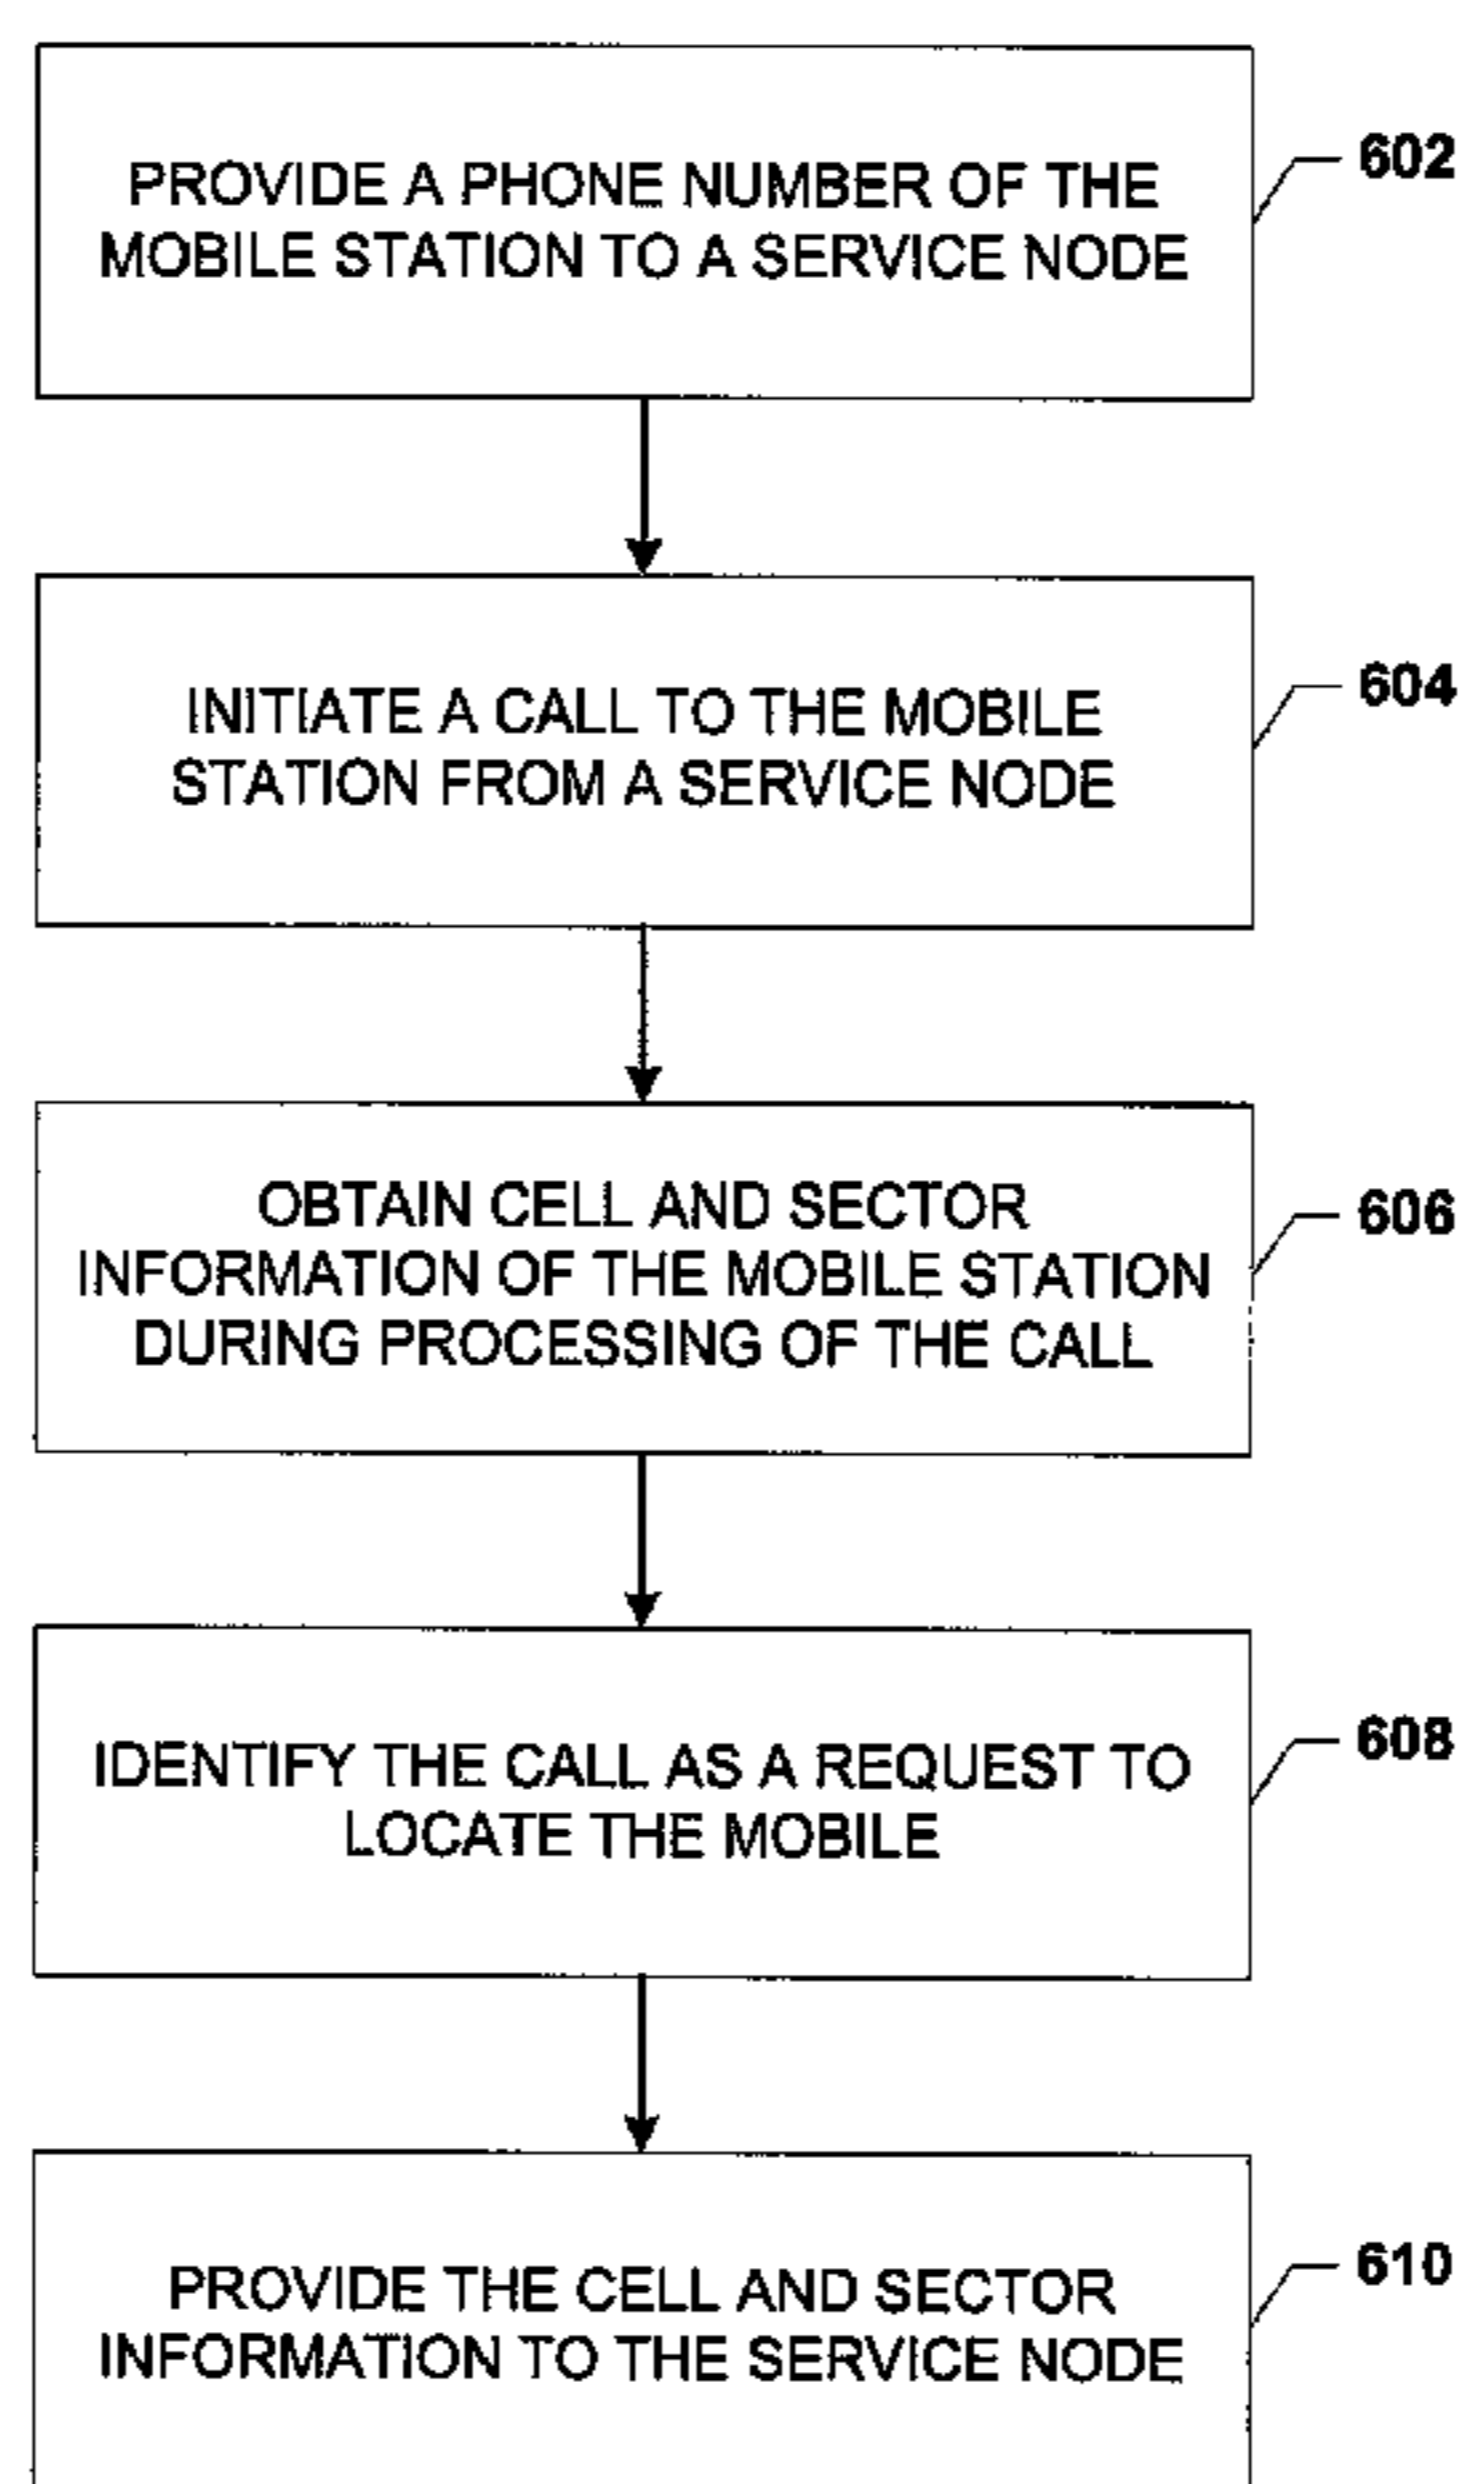 PROVIDE A PHONE NUMBER OF THE
MOBILE STATION TO A SERVICE NODE
602
INITIATE A CALL TO THE MOBILE
STATION FROM A SERVICE NODE
604
OBTAIN CELL AND SECTOR
INFORMATION OF THE MOBILE STATION
DURING PROCESSING OF THE CALL
606
IDENTIFY THE CALL AS A REQUEST TO
LOCATE THE MOBILE
608
PROVIDE THE CELL AND SECTOR
INFORMATION TO THE SERVICE NODE
610